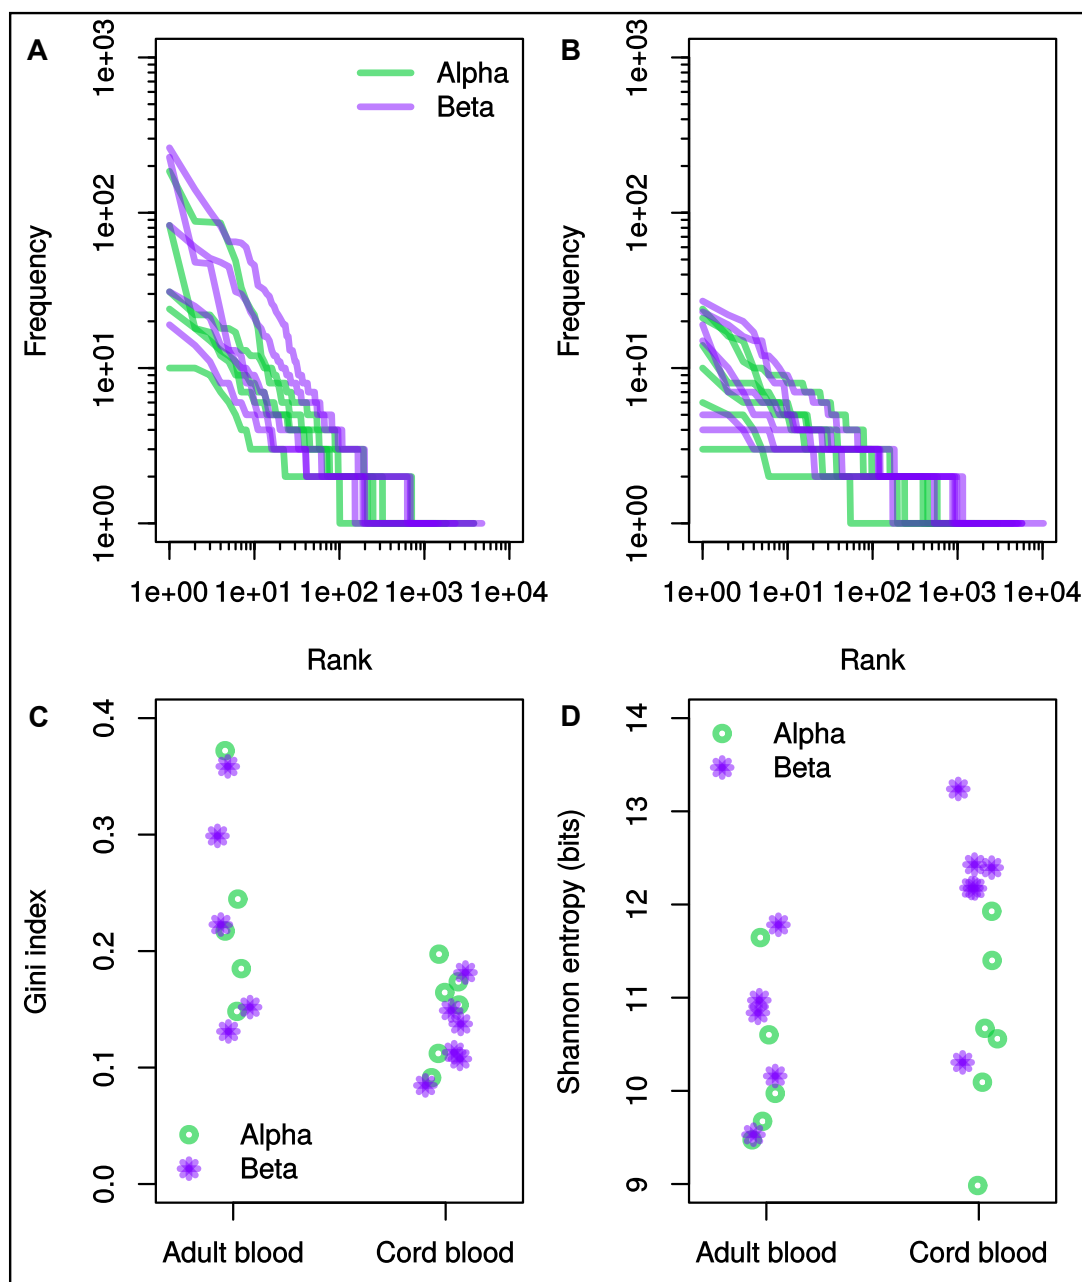 A
B
Alpha
Beta
Frequency
1e+03
1e+02
1e+01
1e+00
1e+00 1e+01 1e+02 1e+03 1e+04
Rank
Frequency
1e+03
1e+02
1e+01
1e+00
1e+00 1e+01 1e+02 1e+03 1e+04
Rank
C
Gini index
0.4
0.3
0.2
0.1
0.0
Alpha
Beta
Adult blood Cord blood
D
Shannon entropy (bits)
14
13
12
11
10
9
Alpha
Beta
Adult blood Cord blood